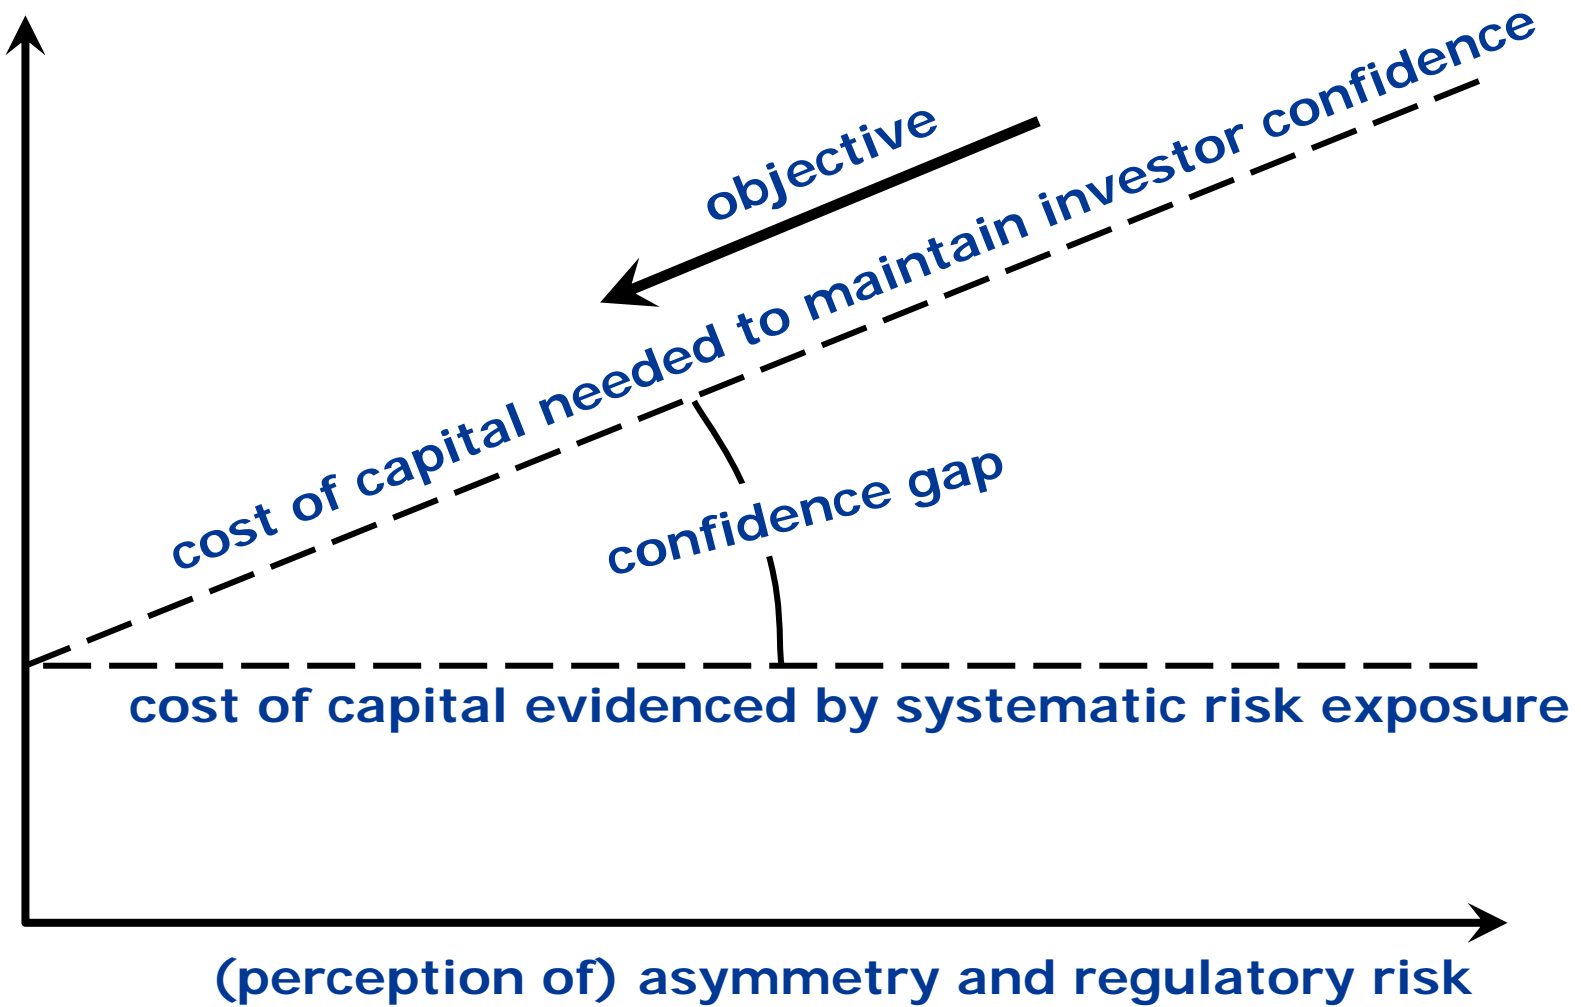 objective
cost of capital needed to maintain investor confidence
confidence gap
cost of capital evidenced by systematic risk exposure
(perception of) asymmetry and regulatory risk